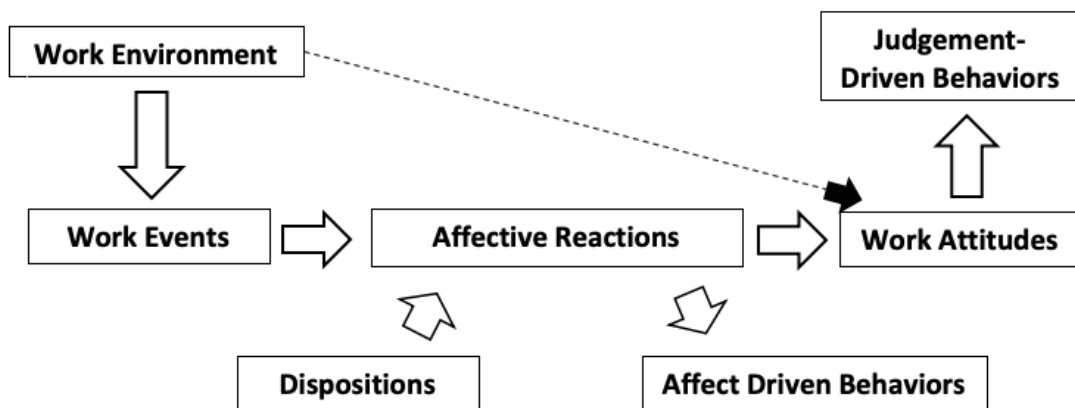 Work Environment
Judgement-
Driven Behaviors
Work Events
Affective Reactions
Work Attitudes
Dispositions
Affect Driven Behaviors